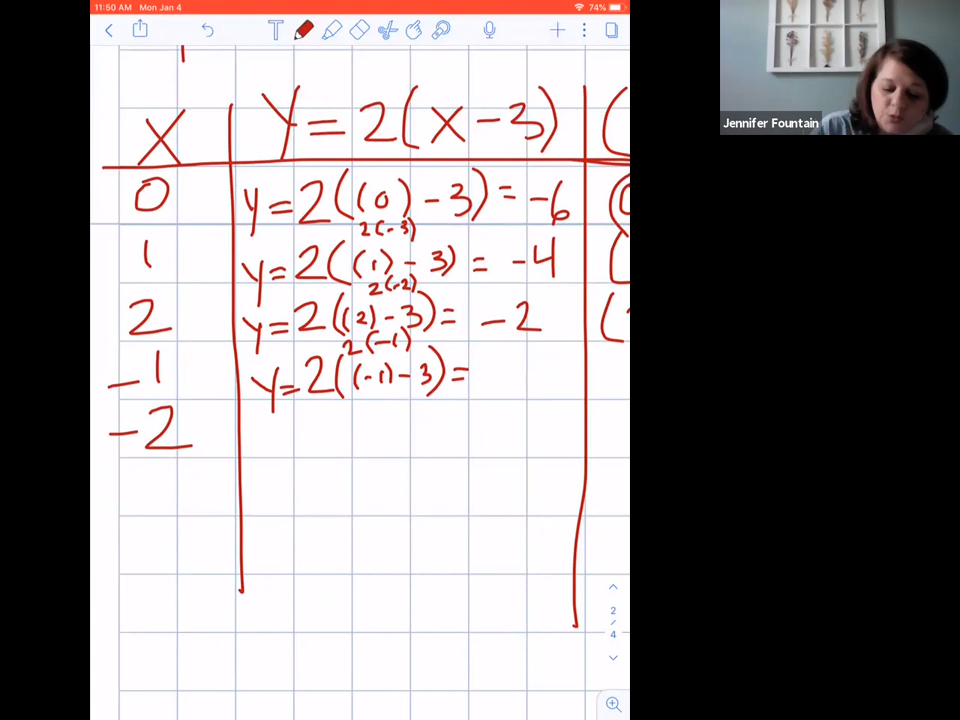 11:50 AM Mon Jan 4
74%
T
Jennifer Fountain
X Y = 2(X - 3) (
0 y = 2((0) - 3) = -6 (0
2(-3)
1 y = 2((1) - 3) = -4 (
2(-2)
2 y = 2((2) - 3) = -2 (
2(-1)
-1 y = 2((-1) - 3) =
-2
2
/
4